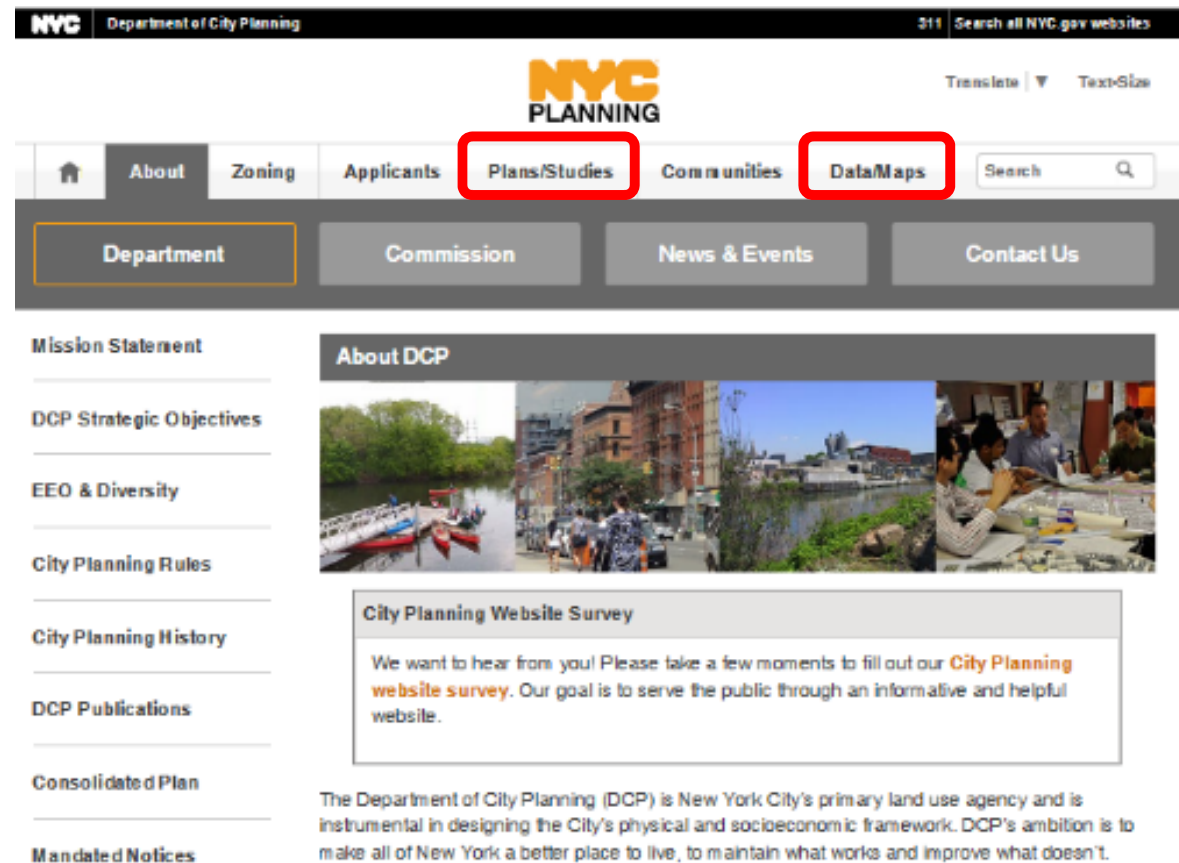 NYC Department of City Planning 311 Search all NYC.gov websites
NYC
PLANNING
Translate ▼ Text-Size
About Zoning Applicants Plans/Studies Communities Data/Maps Search
Department Commission News & Events Contact Us
Mission Statement
DCP Strategic Objectives
EEO & Diversity
City Planning Rules
City Planning History
DCP Publications
Consolidated Plan
Mandated Notices
About DCP
City Planning Website Survey
We want to hear from you! Please take a few moments to fill out our City Planning
website survey. Our goal is to serve the public through an informative and helpful
website.
The Department of City Planning (DCP) is New York City's primary land use agency and is
instrumental in designing the City's physical and socioeconomic framework. DCP's ambition is to
make all of New York a better place to live, to maintain what works and improve what doesn't.